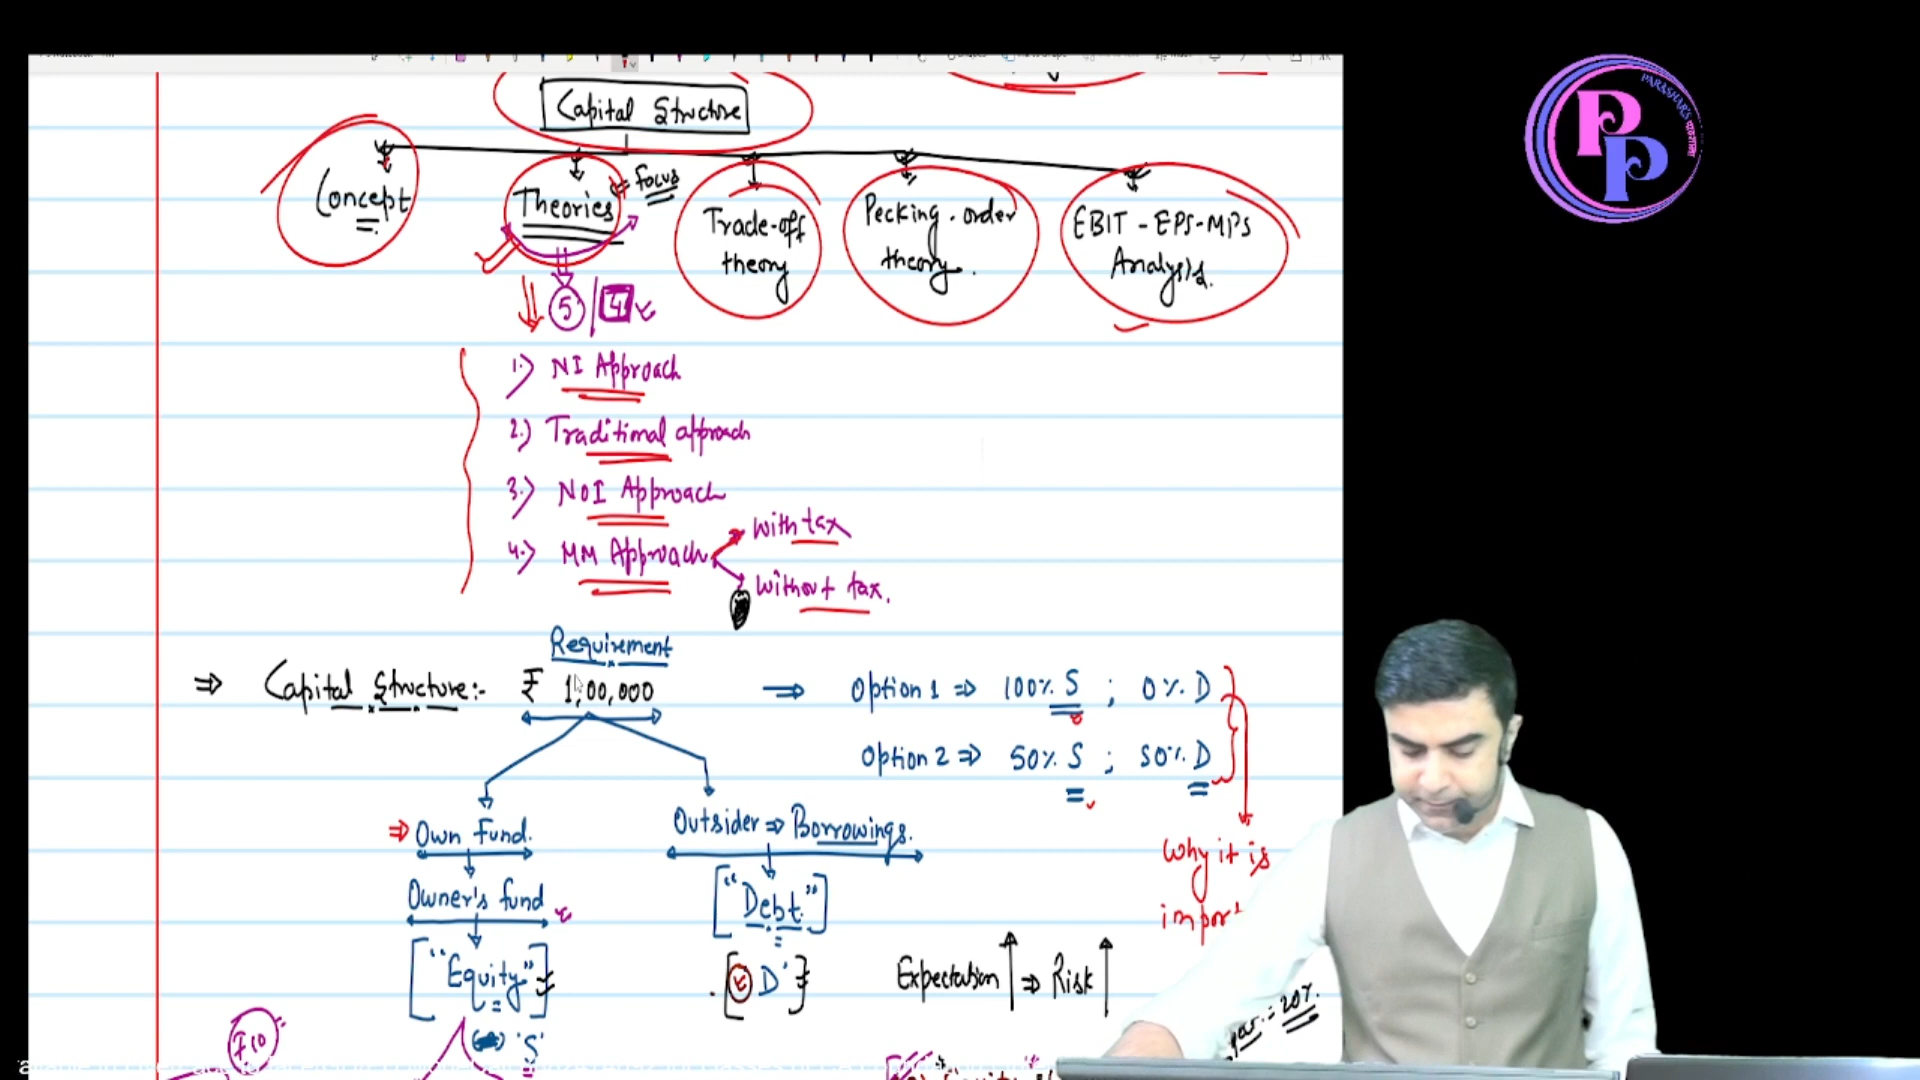 Capital Structure
Concept
Theories
focus
Trade-off
theory
Pecking-order
theory.
EBIT - EPS - MPS
Analysis.
5 / 4
1.) NI Approach
2.) Traditional approach
3.) NOI Approach
4.) MM Approach
With tax
Without tax.
Requirement
⇒ Capital Structure:- ₹ 1,00,000
⇒ Option 1 ⇒ 100% S ; 0% D
Option 2 ⇒ 50% S ; 50% D
⇒ Own Fund.
Outsider ⇒ Borrowings.
Why it is
Owner's fund
["Debt"]
["Equity"]
D
Expectation ↑ ⇒ Risk ↑
= 20%.
'S'
PARASHAR'S
PP